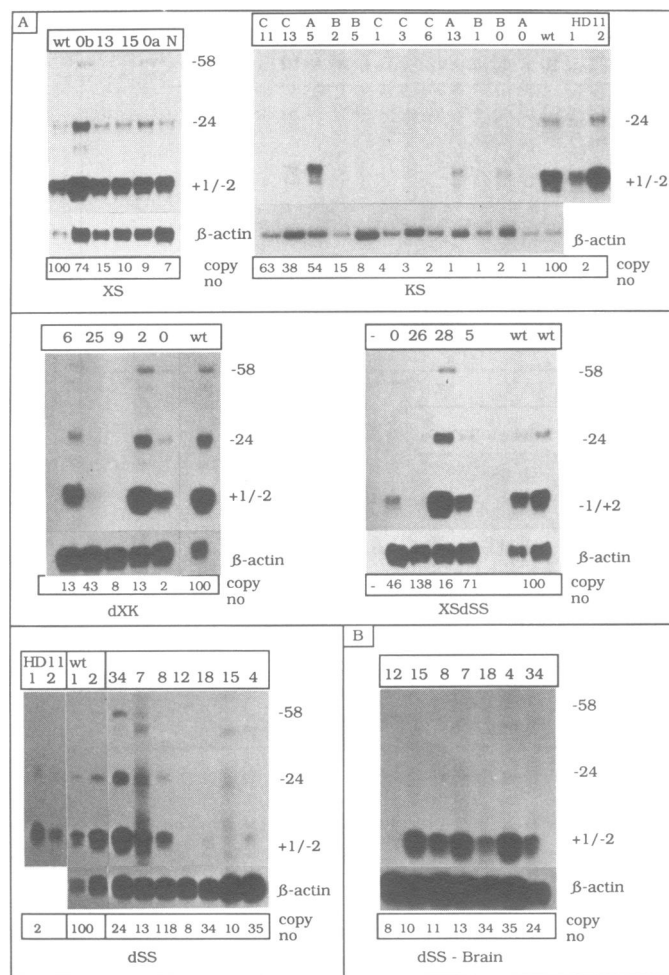 A
wt 0b 13 15 0a N
-58
-24
+1/-2
ß-actin
100 74 15 10 9 7 copy no
XS
C C A B B C C C A B B A HD11
11 13 5 2 5 1 3 6 13 1 0 0 wt 1 2
-24
+1/-2
ß-actin
63 38 54 15 8 4 3 2 1 1 2 1 100 2 copy no
KS
6 25 9 2 0 wt
-58
-24
+1/-2
ß-actin
13 43 8 13 2 100 copy no
dXK
- 0 26 28 5 wt wt
-58
-24
-1/+2
ß-actin
- 46 138 16 71 100 copy no
XSdSS
HD11 wt
1 2 1 2 34 7 8 12 18 15 4
-58
-24
+1/-2
ß-actin
2 100 24 13 118 8 34 10 35 copy no
dSS
B
12 15 8 7 18 4 34
-58
-24
+1/-2
ß-actin
8 10 11 13 34 35 24 copy no
dSS - Brain